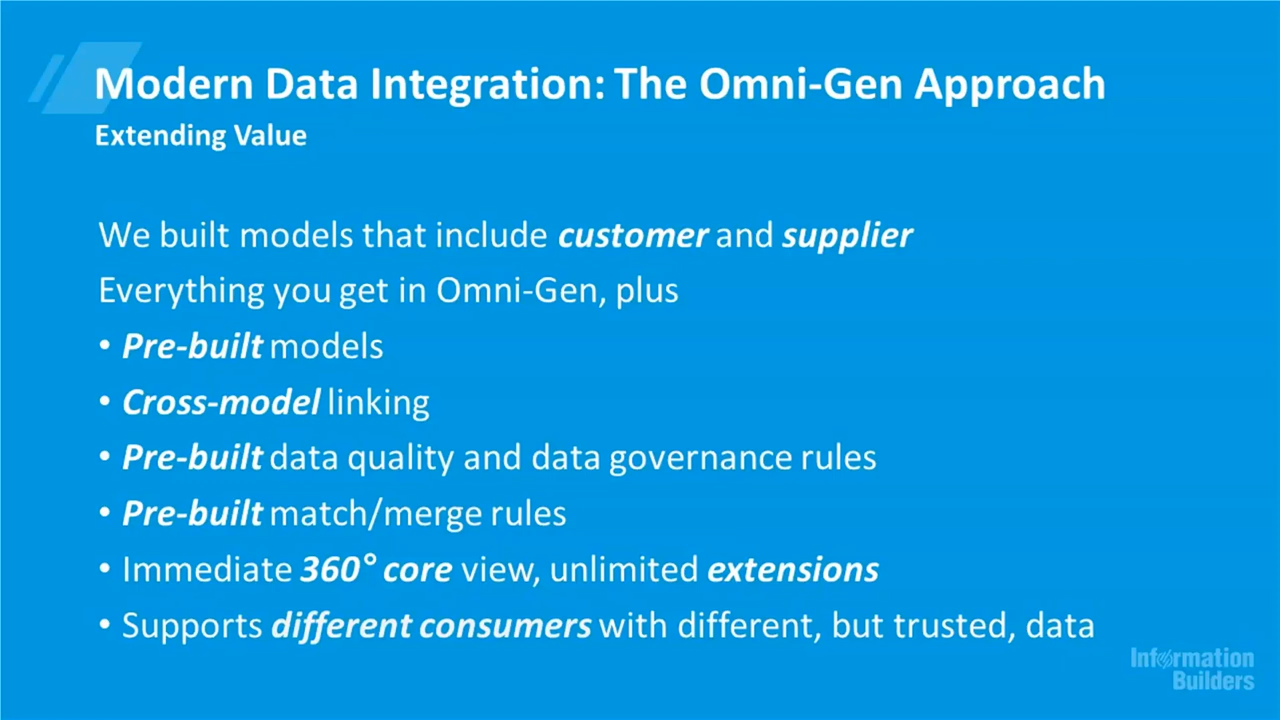 Modern Data Integration: The Omni-Gen Approach
Extending Value
We built models that include customer and supplier
Everything you get in Omni-Gen, plus
• Pre-built models
• Cross-model linking
• Pre-built data quality and data governance rules
• Pre-built match/merge rules
• Immediate 360° core view, unlimited extensions
• Supports different consumers with different, but trusted, data
Information
Builders